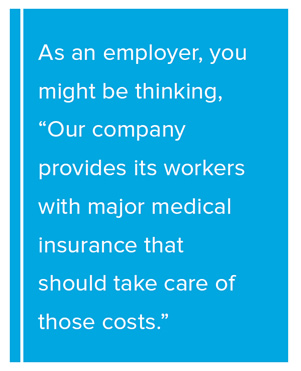 As an employer, you
might be thinking,
“Our company
provides its workers
with major medical
insurance that
should take care of
those costs.”